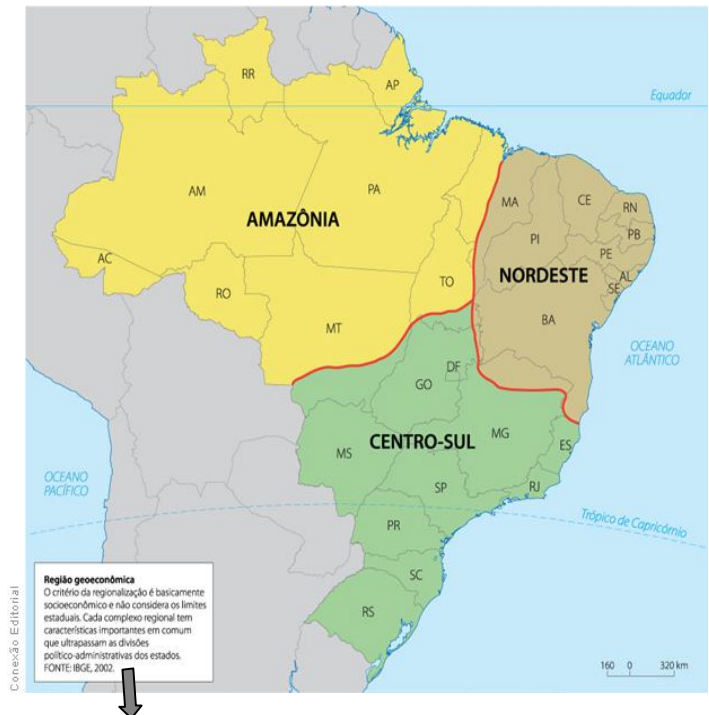 RR
AP
Equador
AM
PA
MA
CE
RN
AMAZÔNIA
PI
PB
PE
AC
TO
NORDESTE
AL
SE
RO
MT
BA
OCEANO
ATLÂNTICO
DF
GO
MG
CENTRO-SUL
ES
MS
OCEANO
PACÍFICO
SP
RJ
Trópico de Capricórnio
PR
SC
RS
Região geoeconômica
O critério da regionalização é basicamente
socioeconômico e não considera os limites
estaduais. Cada complexo regional tem
características importantes em comum
que ultrapassam as divisões
político-administrativas dos estados.
FONTE: IBGE, 2002.
Conexão Editorial
160 0 320 km